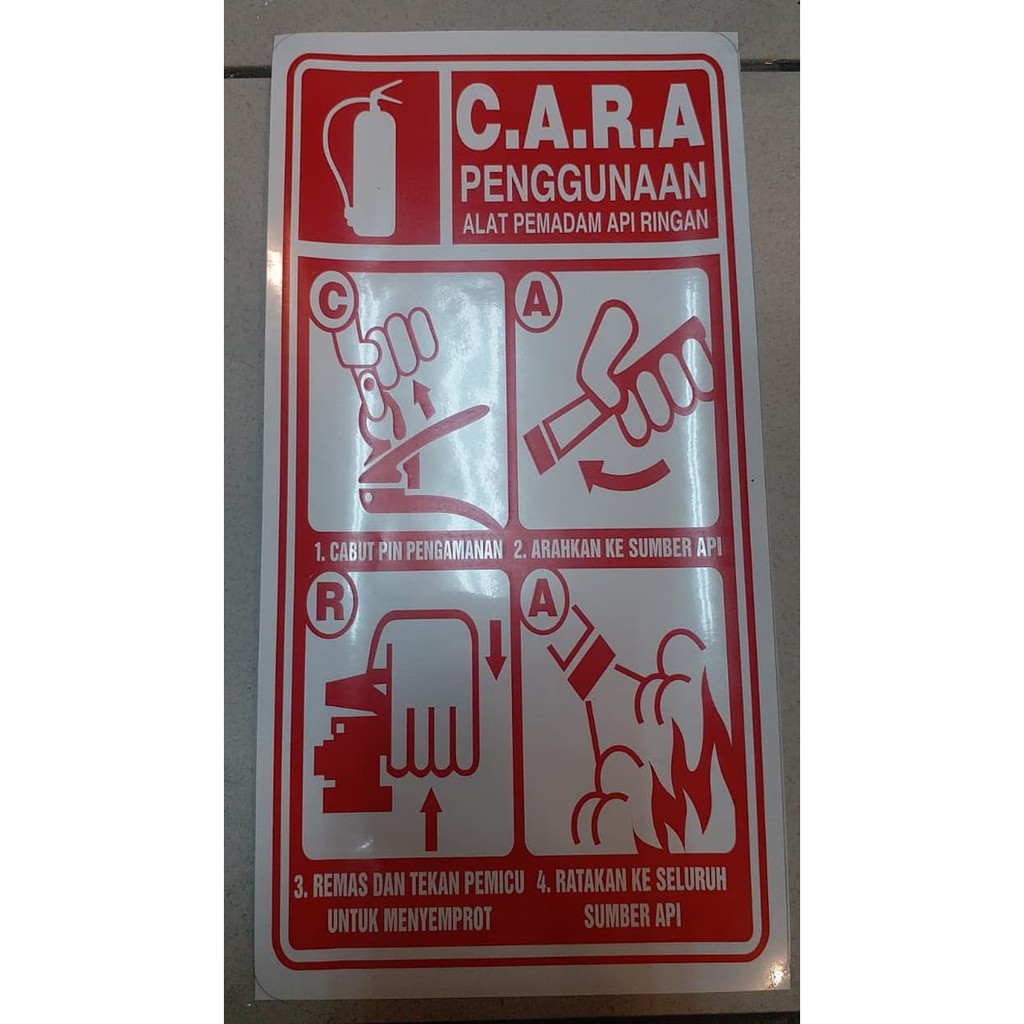 C.A.R.A
PENGGUNAAN
ALAT PEMADAM API RINGAN
C
A
1. CABUT PIN PENGAMANAN
2. ARAHKAN KE SUMBER API
R
A
3. REMAS DAN TEKAN PEMICU
UNTUK MENYEMPROT
4. RATAKAN KE SELURUH
SUMBER API